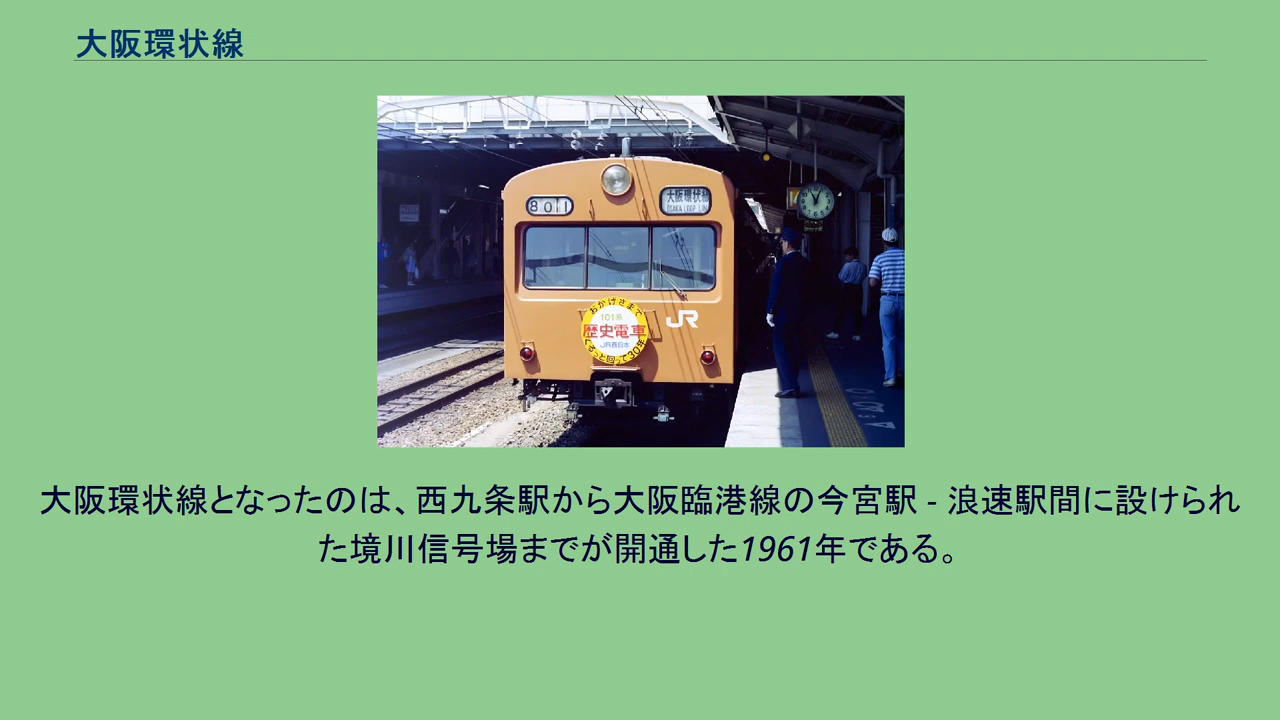 大阪環状線
8011
大阪環状線
OSAKA LOOP LINE
おかげさまで
101系
歴史電車
JR西日本
ぐるっと回って30年
JR
大阪環状線となったのは、西九条駅から大阪臨港線の今宮駅 - 浪速駅間に設けられ
た境川信号場までが開通した1961年である。